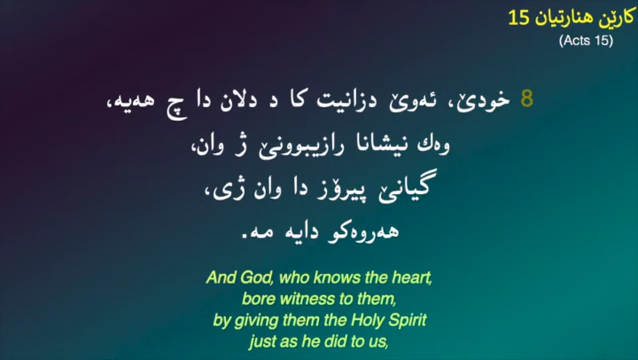 كارێن هنارتیان 15
(Acts 15)
8 خودێ، ئەوێ دزانیت كا د دلان دا چ هەیە،
وەك نیشانا رازیبوونێ ژ وان،
گیانێ پیرۆز دا وان ژی،
هەروەكو دایە مە.
And God, who knows the heart,
bore witness to them,
by giving them the Holy Spirit
just as he did to us,